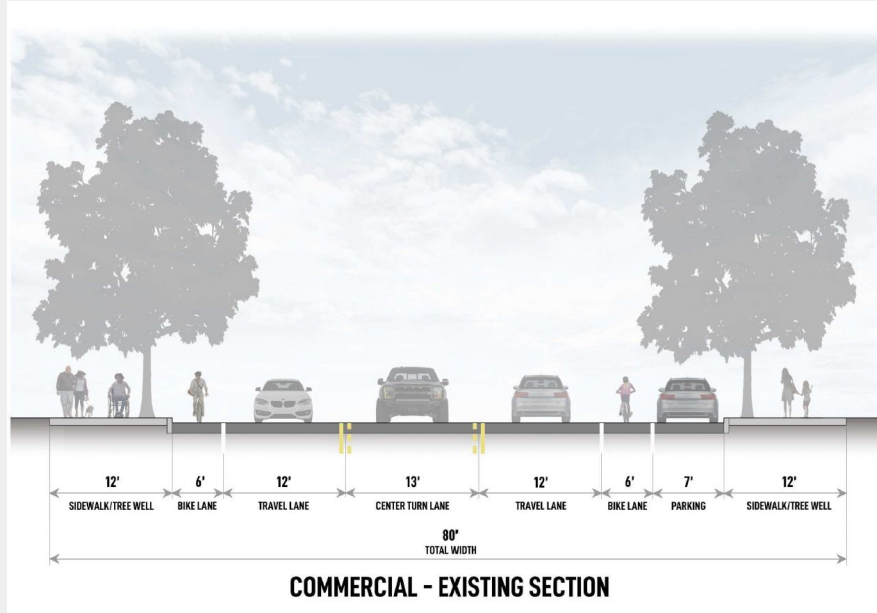 12' 6' 12' 13' 12' 6' 7' 12'
SIDEWALK/TREE WELL BIKE LANE TRAVEL LANE CENTER TURN LANE TRAVEL LANE BIKE LANE PARKING SIDEWALK/TREE WELL
80'
TOTAL WIDTH
COMMERCIAL - EXISTING SECTION